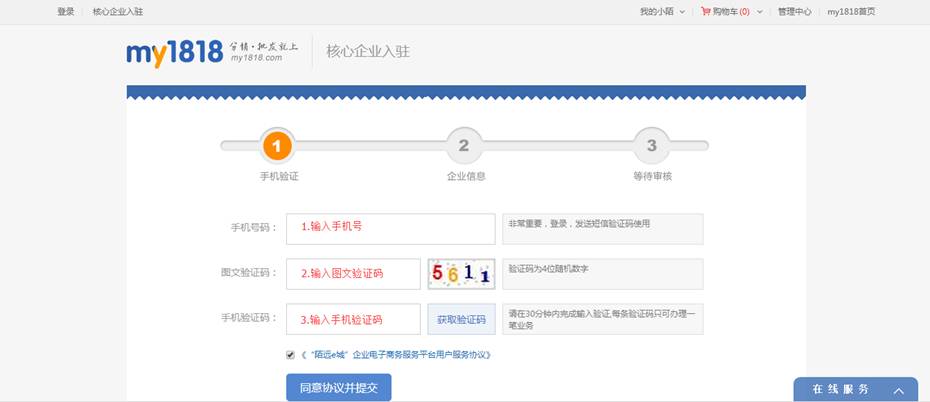 登录 核心企业入驻 我的小陌 购物车(0) 管理中心 my1818首页
my1818 my1818.com 核心企业入驻
1 2 3
手机验证 企业信息 等待审核
手机号码： 1.输入手机号 非常重要，登录，发送短信验证码使用
图文验证码： 2.输入图文验证码 5611 验证码为4位随机数字
手机验证码： 3.输入手机验证码 获取验证码 请在30分钟内完成输入验证,每条验证码只可办理一
笔业务
《“陌远e城”企业电子商务服务平台用户服务协议》
同意协议并提交
在线服务